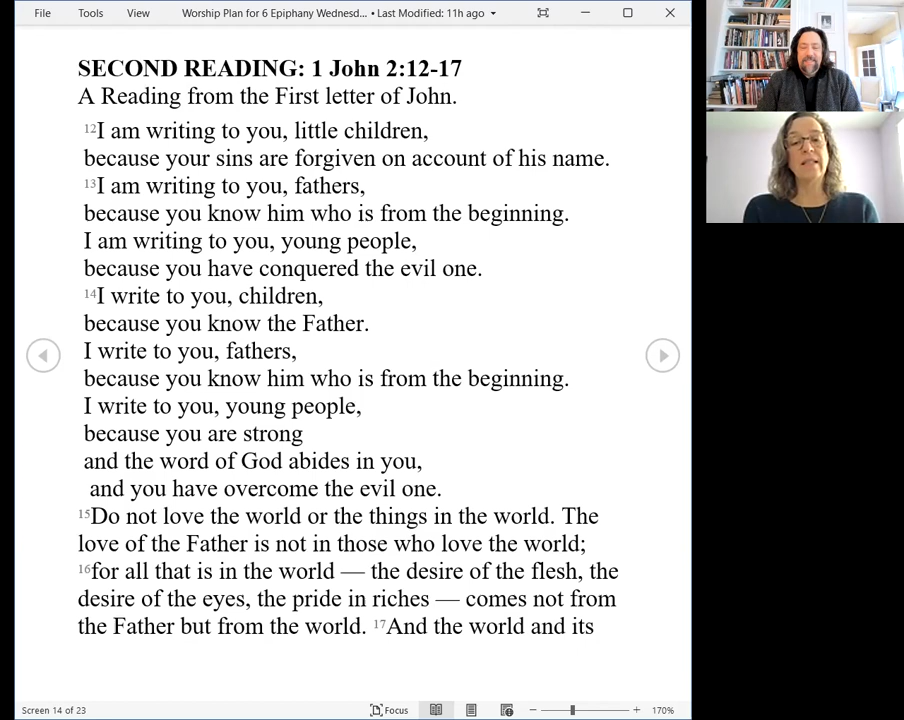 File Tools View Worship Plan for 6 Epiphany Wednesd... • Last Modified: 11h ago
SECOND READING: 1 John 2:12-17
A Reading from the First letter of John.
12I am writing to you, little children,
because your sins are forgiven on account of his name.
13I am writing to you, fathers,
because you know him who is from the beginning.
I am writing to you, young people,
because you have conquered the evil one.
14I write to you, children,
because you know the Father.
I write to you, fathers,
because you know him who is from the beginning.
I write to you, young people,
because you are strong
and the word of God abides in you,
and you have overcome the evil one.
15Do not love the world or the things in the world. The
love of the Father is not in those who love the world;
16for all that is in the world — the desire of the flesh, the
desire of the eyes, the pride in riches — comes not from
the Father but from the world. 17And the world and its
Screen 14 of 23 Focus 170%